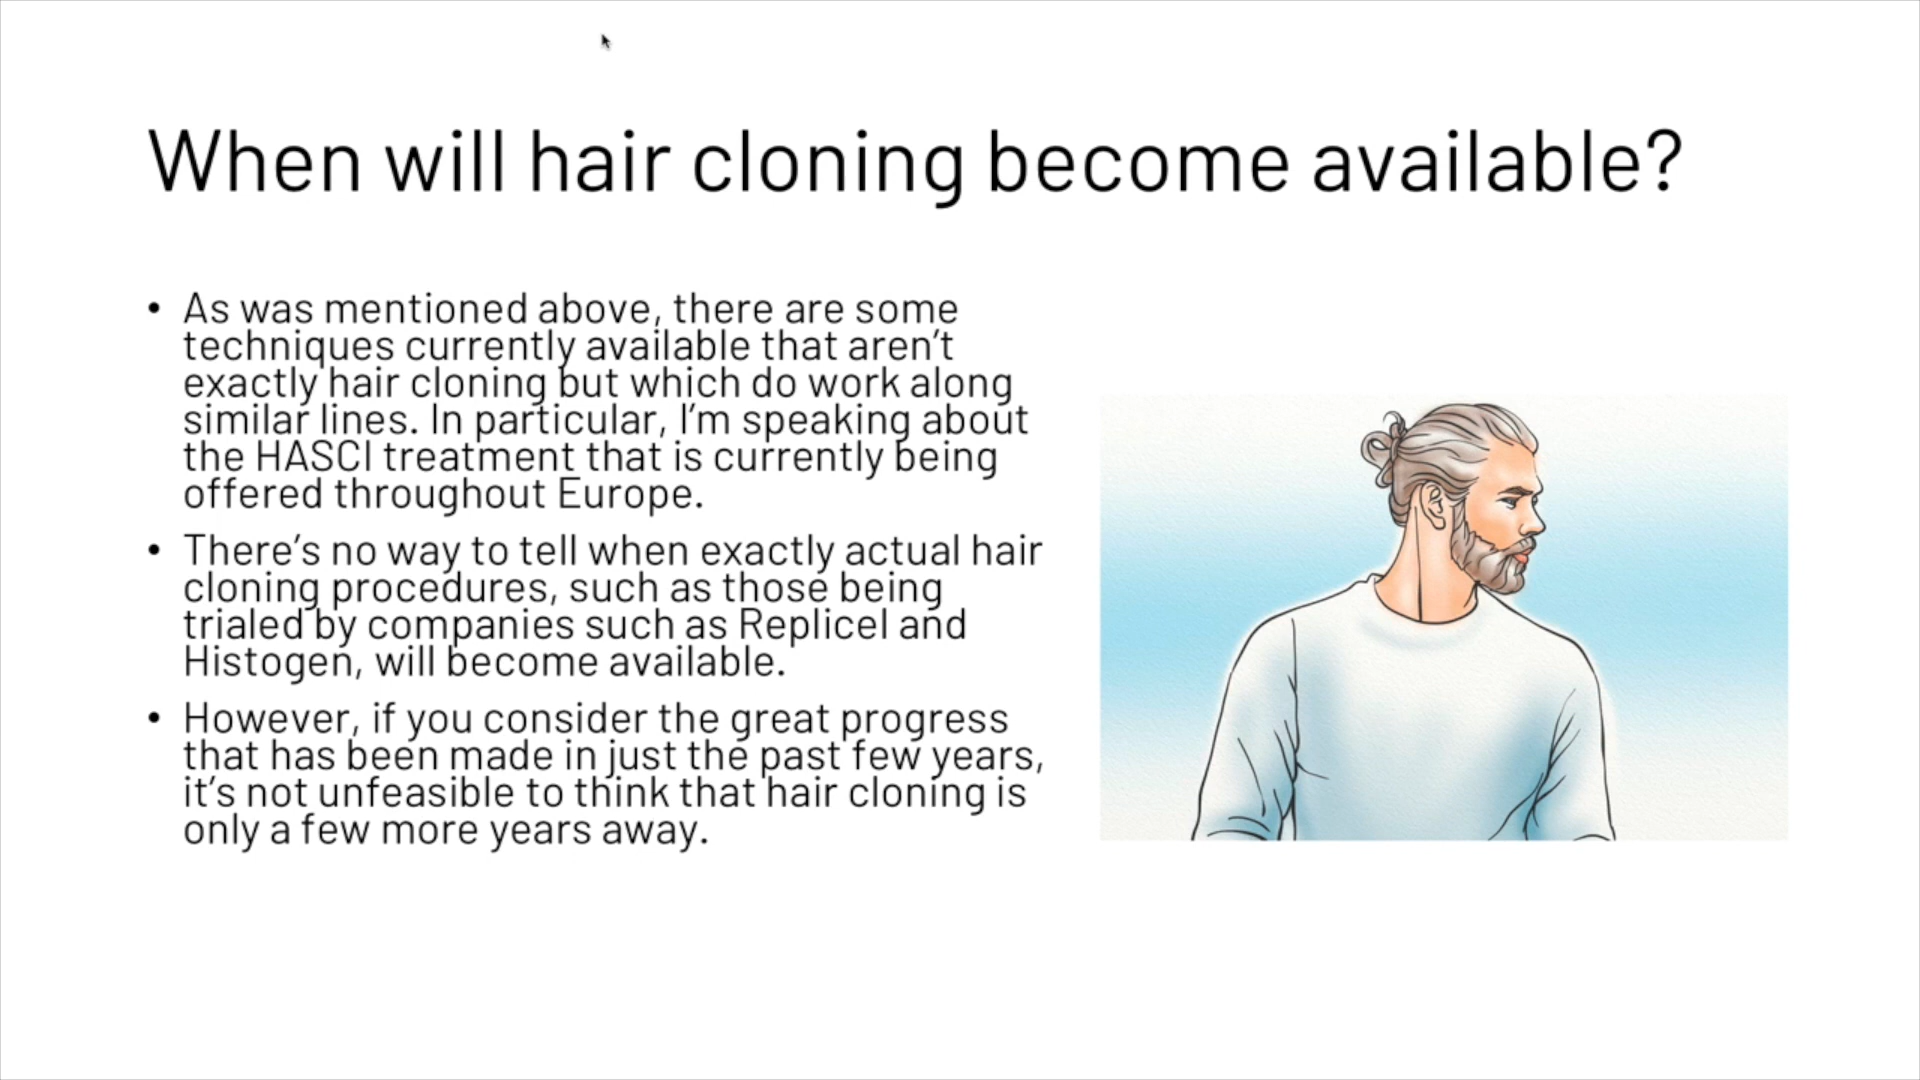 When will hair cloning become available?
• As was mentioned above, there are some
techniques currently available that aren’t
exactly hair cloning but which do work along
similar lines. In particular, I’m speaking about
the HASCI treatment that is currently being
offered throughout Europe.
• There’s no way to tell when exactly actual hair
cloning procedures, such as those being
trialed by companies such as Replicel and
Histogen, will become available.
• However, if you consider the great progress
that has been made in just the past few years,
it’s not unfeasible to think that hair cloning is
only a few more years away.